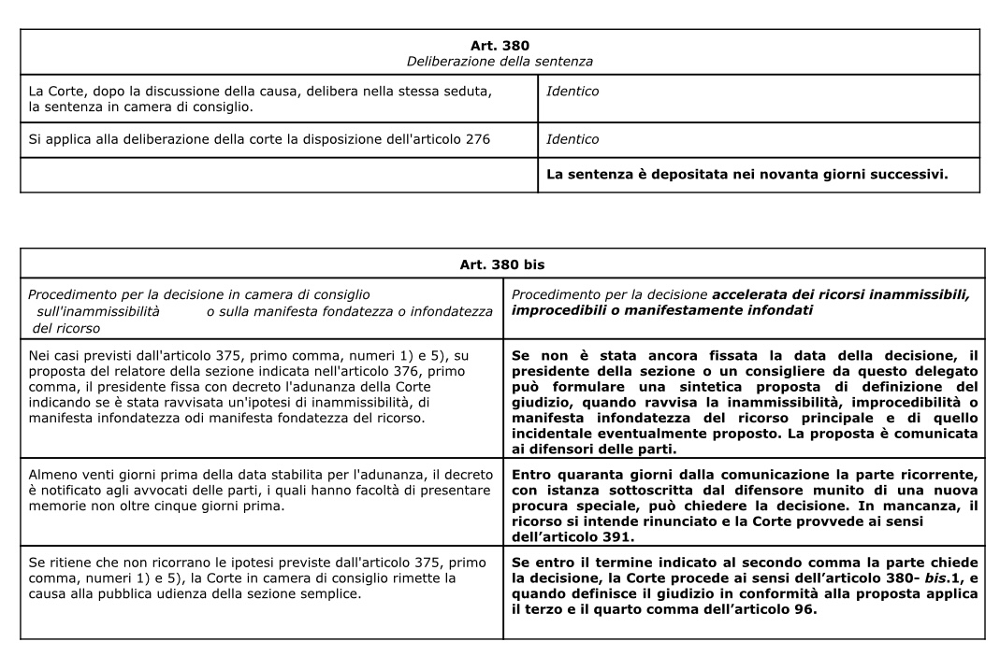 Art. 380
Deliberazione della sentenza
La Corte, dopo la discussione della causa, delibera nella stessa seduta,
la sentenza in camera di consiglio.
Identico
Si applica alla deliberazione della corte la disposizione dell'articolo 276
Identico
La sentenza è depositata nei novanta giorni successivi.
Art. 380 bis
Procedimento per la decisione in camera di consiglio
sull'inammissibilità o sulla manifesta fondatezza o infondatezza
del ricorso
Procedimento per la decisione accelerata dei ricorsi inammissibili,
improcedibili o manifestamente infondati
Nei casi previsti dall'articolo 375, primo comma, numeri 1) e 5), su
proposta del relatore della sezione indicata nell'articolo 376, primo
comma, il presidente fissa con decreto l'adunanza della Corte
indicando se è stata ravvisata un'ipotesi di inammissibilità, di
manifesta infondatezza odi manifesta fondatezza del ricorso.
Se non è stata ancora fissata la data della decisione, il
presidente della sezione o un consigliere da questo delegato
può formulare una sintetica proposta di definizione del
giudizio, quando ravvisa la inammissibilità, improcedibilità o
manifesta infondatezza del ricorso principale e di quello
incidentale eventualmente proposto. La proposta è comunicata
ai difensori delle parti.
Almeno venti giorni prima della data stabilita per l'adunanza, il decreto
è notificato agli avvocati delle parti, i quali hanno facoltà di presentare
memorie non oltre cinque giorni prima.
Entro quaranta giorni dalla comunicazione la parte ricorrente,
con istanza sottoscritta dal difensore munito di una nuova
procura speciale, può chiedere la decisione. In mancanza, il
ricorso si intende rinunciato e la Corte provvede ai sensi
dell’articolo 391.
Se ritiene che non ricorrano le ipotesi previste dall'articolo 375, primo
comma, numeri 1) e 5), la Corte in camera di consiglio rimette la
causa alla pubblica udienza della sezione semplice.
Se entro il termine indicato al secondo comma la parte chiede
la decisione, la Corte procede ai sensi dell’articolo 380- bis.1, e
quando definisce il giudizio in conformità alla proposta applica
il terzo e il quarto comma dell’articolo 96.